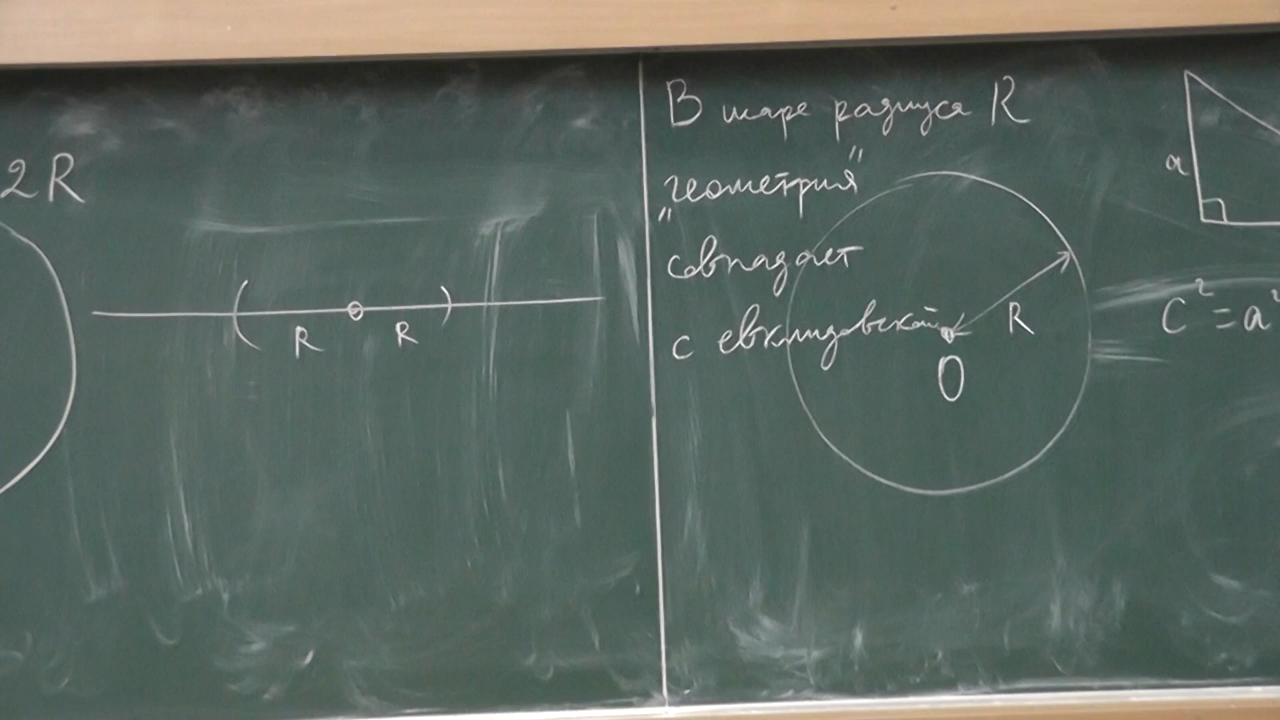 2R
R R
В шаре радиуса R
"геометрия"
совпадает
с евклидовской
R
O
a
c² = a²